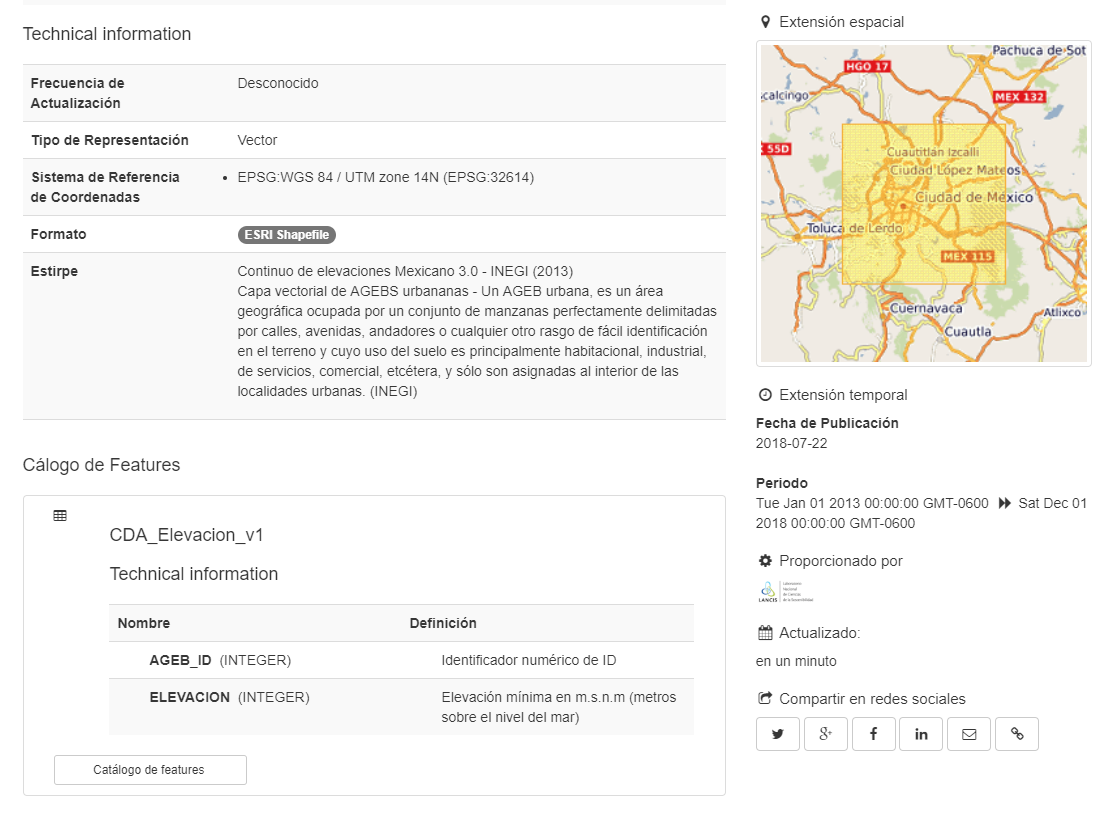 Technical information
Frecuencia de
Actualización
Desconocido
Tipo de Representación
Vector
Sistema de Referencia
de Coordenadas
• EPSG:WGS 84 / UTM zone 14N (EPSG:32614)
Formato
ESRI Shapefile
Estirpe
Continuo de elevaciones Mexicano 3.0 - INEGI (2013)
Capa vectorial de AGEBS urbananas - Un AGEB urbana, es un área
geográfica ocupada por un conjunto de manzanas perfectamente delimitadas
por calles, avenidas, andadores o cualquier otro rasgo de fácil identificación
en el terreno y cuyo uso del suelo es principalmente habitacional, industrial,
de servicios, comercial, etcétera, y sólo son asignadas al interior de las
localidades urbanas. (INEGI)
Cálogo de Features
CDA_Elevacion_v1
Technical information
Nombre
Definición
AGEB_ID (INTEGER)
Identificador numérico de ID
ELEVACION (INTEGER)
Elevación mínima en m.s.n.m (metros
sobre el nivel del mar)
Catálogo de features
Extensión espacial
Pachuca de Sot
HGO 17
calcingo
MEX 132
55D
Cuautitlán Izcalli
Ciudad López Mateos
Ciudad de México
Toluca de Lerdo
MEX 115
Cuernavaca
Atlixco
Cuautla
Extensión temporal
Fecha de Publicación
2018-07-22
Periodo
Tue Jan 01 2013 00:00:00 GMT-0600 Sat Dec 01
2018 00:00:00 GMT-0600
Proporcionado por
LANCIS
Laboratorio
Nacional
de Ciencias
de la Sostenibilidad
Actualizado:
en un minuto
Compartir en redes sociales